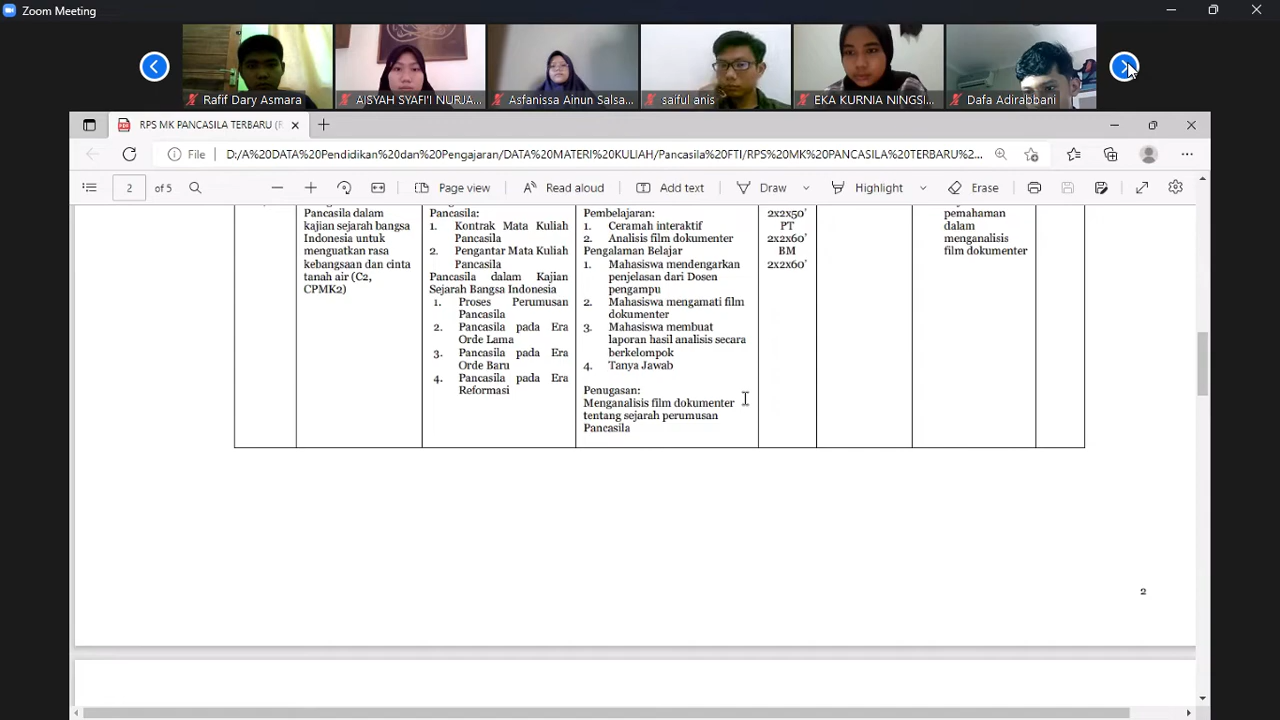 Zoom Meeting
Rafif Dary Asmara
AISYAH SYAFI'I NURJA...
Asfanissa Ainun Salsa...
saiful anis
EKA KURNIA NINGSI...
Dafa Adirabbani
RPS MK PANCASILA TERBARU (F
File
D:/A%20DATA%20Pendidikan%20dan%20Pengajaran/DATA%20MATERI%20KULIAH/Pancasila%20FTI/RPS%20MK%20PANCASILA%20TERBARU%2...
2 of 5
Page view
Read aloud
Add text
Draw
Highlight
Erase
Pancasila dalam
kajian sejarah bangsa
Indonesia untuk
menguatkan rasa
kebangsaan dan cinta
tanah air (C2,
CPMK2)
Pancasila:
1. Kontrak Mata Kuliah
Pancasila
2. Pengantar Mata Kuliah
Pancasila
Pancasila dalam Kajian
Sejarah Bangsa Indonesia
1. Proses Perumusan
Pancasila
2. Pancasila pada Era
Orde Lama
3. Pancasila pada Era
Orde Baru
4. Pancasila pada Era
Reformasi
Pembelajaran:
1. Ceramah interaktif
2. Analisis film dokumenter
Pengalaman Belajar
1. Mahasiswa mendengarkan
penjelasan dari Dosen
pengampu
2. Mahasiswa mengamati film
dokumenter
3. Mahasiswa membuat
laporan hasil analisis secara
berkelompok
4. Tanya Jawab
Penugasan:
Menganalisis film dokumenter
tentang sejarah perumusan
Pancasila
2x2x50'
PT
2x2x60'
BM
2x2x60'
pemahaman
dalam
menganalisis
film dokumenter
2